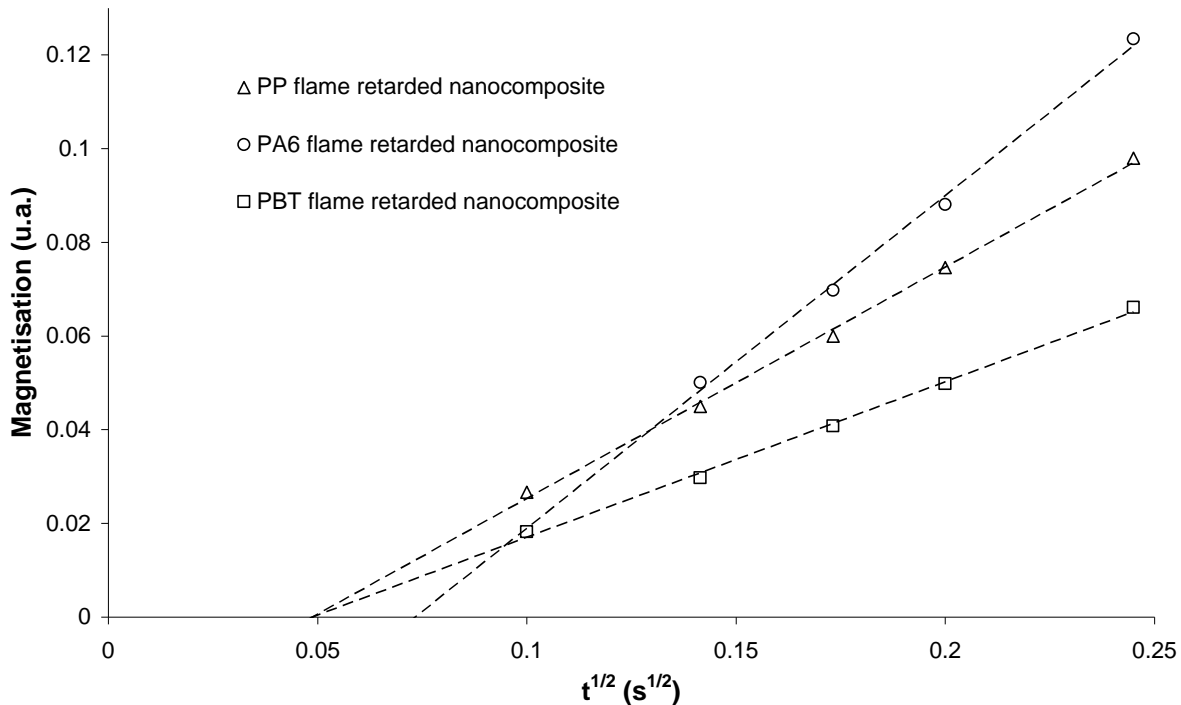 0.12
0.1
0.08
0.06
0.04
0.02
0
Magnetisation (u.a.)
PP flame retarded nanocomposite
PA6 flame retarded nanocomposite
PBT flame retarded nanocomposite
0 0.05 0.1 0.15 0.2 0.25
t^1/2 (s^1/2)